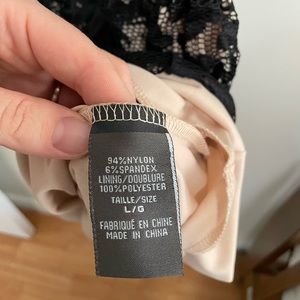 94%NYLON
6%SPANDEX
LINING/DOUBLURE
100%POLYESTER
TAILLE/SIZE
L/G
FABRIQUÉ EN CHINE
MADE IN CHINA